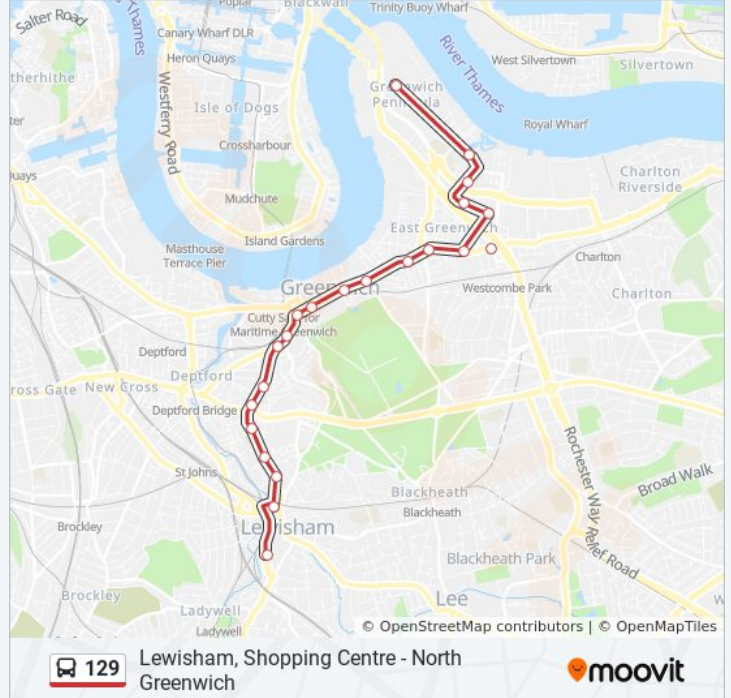 Poplar
Blackwall
Trinity Buoy Wharf
Salter Road
Thames
Canary Wharf DLR
Heron Quays
River Thames
West Silvertown
Silvertown
Westferry Road
Greenwich
Peninsula
Isle of Dogs
Royal Wharf
Crossharbour
Charlton
Riverside
Mudchute
East Greenwich
Masthouse
Terrace Pier
Island Gardens
Charlton
Greenwich
Westcombe Park
Charlton
Cutty Sark for
Maritime Greenwich
Deptford
Deptford
ross Gate
New Cross
Deptford Bridge
Rochester Way Relief Road
St Johns
Broad Walk
Blackheath
Blackheath
Brockley
Lewisham
Blackheath Park
Brockley
Ladywell
Lee
Ladywell
© OpenStreetMap contributors | © OpenMapTiles
129
Lewisham, Shopping Centre - North
Greenwich
moovit